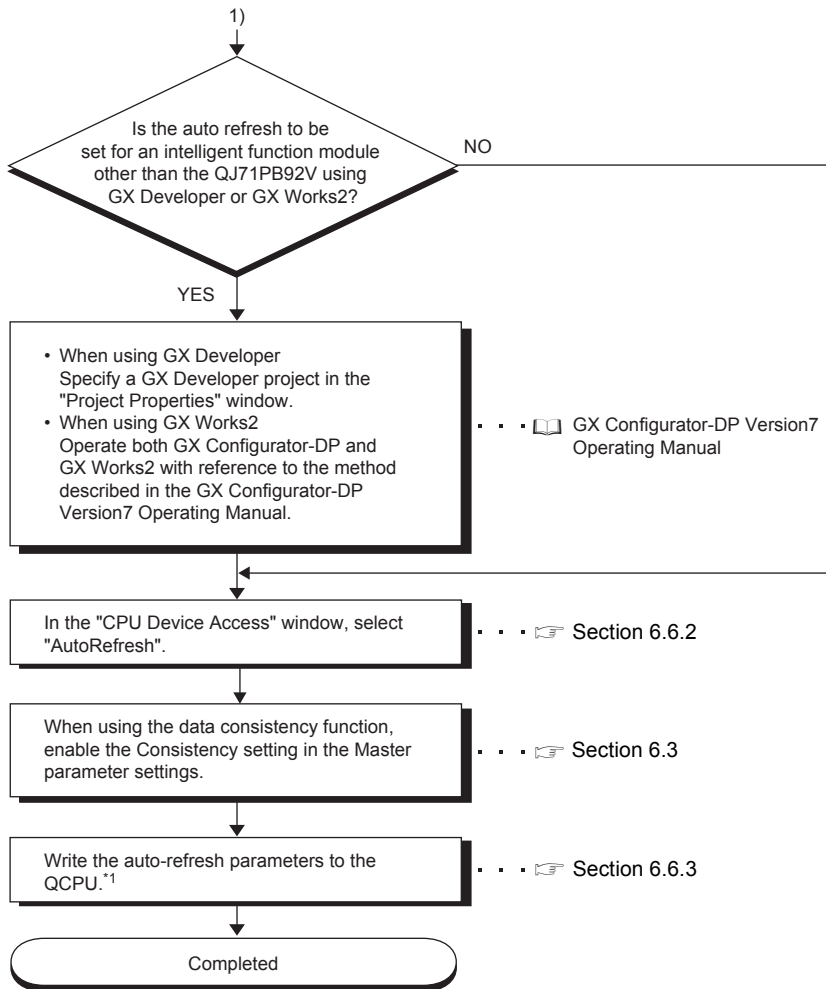 1)
Is the auto refresh to be
set for an intelligent function module
other than the QJ71PB92V using
GX Developer or GX Works2?
NO
YES
• When using GX Developer
Specify a GX Developer project in the
"Project Properties" window.
• When using GX Works2
Operate both GX Configurator-DP and
GX Works2 with reference to the method
described in the GX Configurator-DP
Version7 Operating Manual.
GX Configurator-DP Version7
Operating Manual
In the "CPU Device Access" window, select
"AutoRefresh".
Section 6.6.2
When using the data consistency function,
enable the Consistency setting in the Master
parameter settings.
Section 6.3
Write the auto-refresh parameters to the
QCPU.*1
Section 6.6.3
Completed